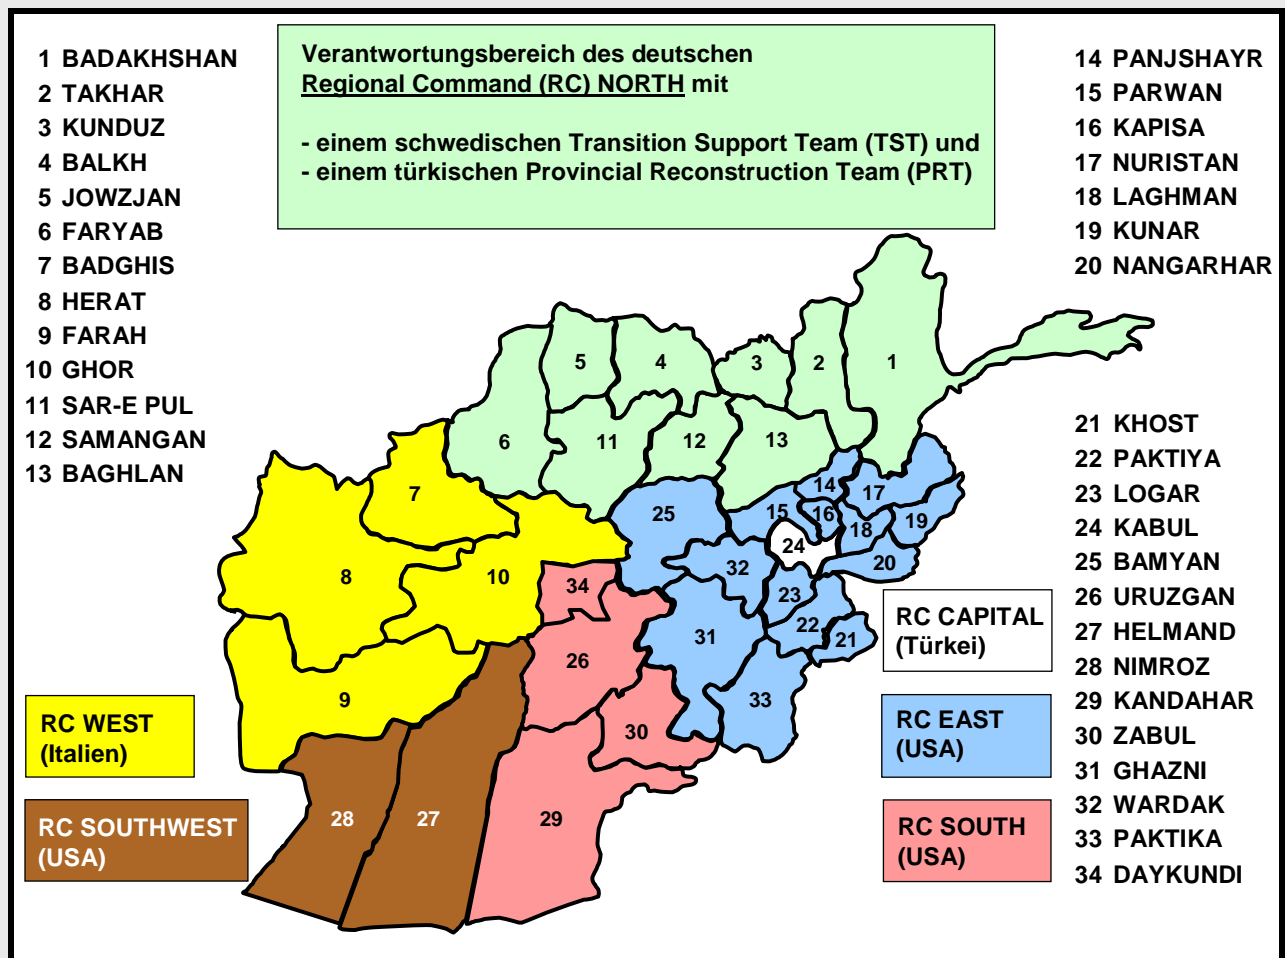 1 BADAKHSHAN
2 TAKHAR
3 KUNDUZ
4 BALKH
5 JOWZJAN
6 FARYAB
7 BADGHIS
8 HERAT
9 FARAH
10 GHOR
11 SAR-E PUL
12 SAMANGAN
13 BAGHLAN
Verantwortungsbereich des deutschen
Regional Command (RC) NORTH mit
- einem schwedischen Transition Support Team (TST) und
- einem türkischen Provincial Reconstruction Team (PRT)
14 PANJSHAYR
15 PARWAN
16 KAPISA
17 NURISTAN
18 LAGHMAN
19 KUNAR
20 NANGARHAR
21 KHOST
22 PAKTIYA
23 LOGAR
24 KABUL
25 BAMYAN
26 URUZGAN
27 HELMAND
28 NIMROZ
29 KANDAHAR
30 ZABUL
31 GHAZNI
32 WARDAK
33 PAKTIKA
34 DAYKUNDI
5
4
3
2
1
6
11
12
13
7
14
17
25
15
16
18
19
24
20
8
10
34
32
23
22
21
26
31
9
30
33
28
27
29
RC WEST
(Italien)
RC SOUTHWEST
(USA)
RC CAPITAL
(Türkei)
RC EAST
(USA)
RC SOUTH
(USA)